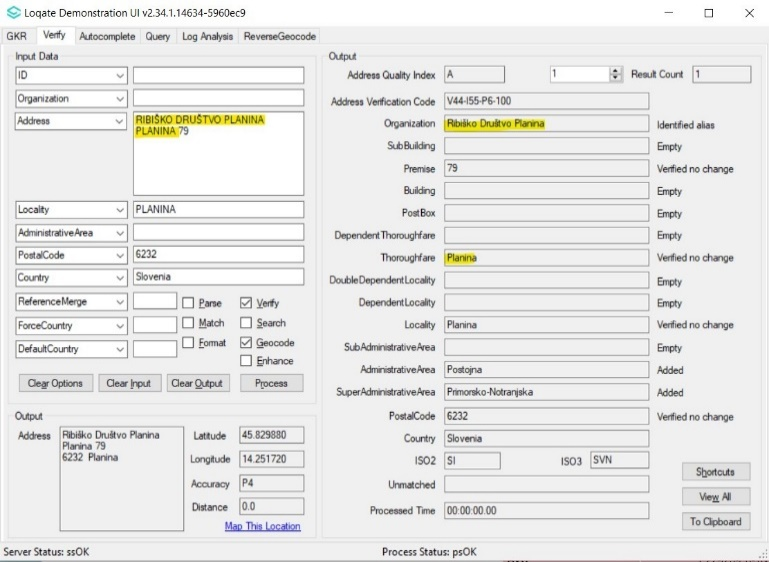 Loqate Demonstration UI v2.34.1.14634-5960ec9
GKR Verify Autocomplete Query Log Analysis ReverseGeocode
Input Data
ID
Organization
Address RIBIŠKO DRUŠTVO PLANINA
PLANINA 79
Locality PLANINA
AdministrativeArea
PostalCode 6232
Country Slovenia
ReferenceMerge Parse Verify
ForceCountry Match Search
DefaultCountry Format Geocode
Enhance
Clear Options Clear Input Clear Output Process
Output
Address Ribiško Društvo Planina
Planina 79
6232 Planina
Latitude 45.829880
Longitude 14.251720
Accuracy P4
Distance 0.0
Map This Location
Output
Address Quality Index A 1 Result Count 1
Address Verification Code V44-I55-P6-100
Organization Ribiško Društvo Planina Identified alias
SubBuilding Empty
Premise 79 Verified no change
Building Empty
PostBox Empty
DependentThoroughfare Empty
Thoroughfare Planina Verified no change
DoubleDependentLocality Empty
DependentLocality Empty
Locality Planina Verified no change
SubAdministrativeArea Empty
AdministrativeArea Postojna Added
SuperAdministrativeArea Primorsko-Notranjska Added
PostalCode 6232 Verified no change
Country Slovenia
ISO2 SI ISO3 SVN
Unmatched
Processed Time 00:00:00.00
Shortcuts
View All
To Clipboard
Server Status: ssOK Process Status: psOK